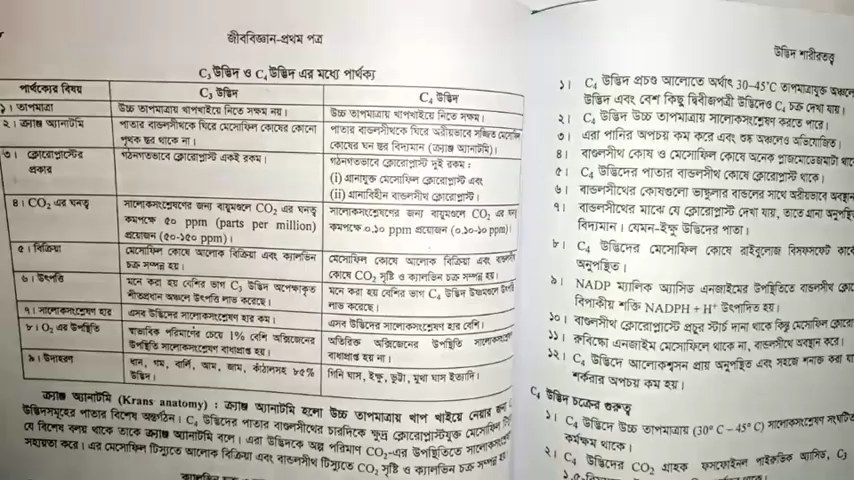 জীববিজ্ঞান-প্রথম পত্র
C3 উদ্ভিদ ও C4 উদ্ভিদ এর মধ্যে পার্থক্য
পার্থক্যের বিষয়
C3 উদ্ভিদ
C4 উদ্ভিদ
১। তাপমাত্রা
উচ্চ তাপমাত্রায় খাপখাইয়ে নিতে সক্ষম নয়।
উচ্চ তাপমাত্রায় খাপখাইয়ে নিতে সক্ষম।
২। ক্র্যাঞ্জ অ্যানাটমি
পাতার বান্ডলসীথকে ঘিরে মেসোফিল কোষের কোনো
পৃথক স্তর থাকে না।
পাতার বান্ডলসীথকে ঘিরে অরীয়ভাবে সজ্জিত মেসোফিল
কোষের ঘন স্তর বিদ্যমান (ক্র্যাঞ্জ অ্যানাটমি)।
৩। ক্লোরোপ্লাস্টের
প্রকার
গঠনগতভাবে ক্লোরোপ্লাস্ট একই রকম।
গঠনগতভাবে ক্লোরোপ্লাস্ট দুই রকম :
(i) গ্রানাযুক্ত মেসোফিল ক্লোরোপ্লাস্ট এবং
(ii) গ্রানাবিহীন বান্ডলসীথ ক্লোরোপ্লাস্ট।
৪। CO2 এর ঘনত্ব
সালোকসংশ্লেষণের জন্য বায়ুমণ্ডলে CO2 এর ঘনত্ব
কমপক্ষে ৫০ ppm (parts per million)
প্রয়োজন (৫০-১৫০ ppm)।
সালোকসংশ্লেষণের জন্য বায়ুমণ্ডলে CO2 এর ঘনত্ব
কমপক্ষে ০.১০ ppm প্রয়োজন (০.১০-১০ ppm)।
৫। বিক্রিয়া
মেসোফিল কোষে আলোক বিক্রিয়া এবং ক্যালভিন
চক্র সম্পন্ন হয়।
মেসোফিল কোষে আলোক বিক্রিয়া এবং বান্ডলসীথ
কোষে CO2 সৃষ্টি ও ক্যালভিন চক্র সম্পন্ন হয়।
৬। উৎপত্তি
মনে করা হয় বেশির ভাগ C3 উদ্ভিদ অপেক্ষাকৃত
শীতপ্রধান অঞ্চলে উৎপত্তি লাভ করেছে।
মনে করা হয় বেশির ভাগ C4 উদ্ভিদ উষ্ণমণ্ডলে উৎপত্তি
লাভ করেছে।
৭। সালোকসংশ্লেষণ হার
এসব উদ্ভিদের সালোকসংশ্লেষণ হার কম।
এসব উদ্ভিদের সালোকসংশ্লেষণ হার বেশি।
৮। O2 এর উপস্থিতি
স্বাভাবিক পরিমাণের চেয়ে 1% বেশি অক্সিজেনের
উপস্থিতি সালোকসংশ্লেষণ বাধাপ্রাপ্ত হয়।
অতিরিক্ত অক্সিজেনের উপস্থিতি সালোকসংশ্লেষণ
বাধাপ্রাপ্ত হয় না।
৯। উদাহরণ
ধান, গম, বার্লি, আম, জাম, কাঁঠালসহ ৮৫%
উদ্ভিদ।
গিনি ঘাস, ইক্ষু, ভুট্টা, মুথা ঘাস ইত্যাদি।
ক্র্যাঞ্জ অ্যানাটমি (Krans anatomy) : ক্র্যাঞ্জ অ্যানাটমি হলো উচ্চ তাপমাত্রায় খাপ খাইয়ে নেয়ার জন্য C
উদ্ভিদসমূহের পাতার বিশেষ অন্তর্গঠন। C4 উদ্ভিদের পাতার বান্ডলসীথের চারদিকে ক্ষুদ্র ক্লোরোপ্লাস্টযুক্ত মেসোফিল
যে বিশেষ বলয় থাকে তাকে ক্র্যাঞ্জ অ্যানাটমি বলে। এরা উদ্ভিদকে অল্প পরিমাণ CO2-এর উপস্থিতিতে সালোকসংশ্লেষণে
সহায়তা করে। এর মেসোফিল টিস্যুতে আলোক বিক্রিয়া এবং বান্ডলসীথ টিস্যুতে CO2 সৃষ্টি ও ক্যালভিন চক্র সম্পন্ন হয়।
উদ্ভিদ শারীরতত্ত্ব
১। C4 উদ্ভিদ প্রচণ্ড আলোতে অর্থাৎ 30–45°C তাপমাত্রাযুক্ত অঞ্চলে
উদ্ভিদ এবং বেশ কিছু দ্বিবীজপত্রী উদ্ভিদেও C4 চক্র দেখা যায়।
২। C4 উদ্ভিদ উচ্চ তাপমাত্রায় সালোকসংশ্লেষণ করতে পারে।
৩। এরা পানির অপচয় কম করে এবং শুষ্ক অঞ্চলেও অভিযোজিত।
৪। বান্ডলসীথ কোষ ও মেসোফিল কোষে অনেক প্লাজমোডেজমাটা থাকে
৫। C4 উদ্ভিদের পাতার বান্ডলসীথ কোষে ক্লোরোপ্লাস্ট থাকে।
৬। বান্ডলসীথের কোষগুলো ভাস্কুলার বান্ডলের সাথে অরীয়ভাবে অবস্থান
৭। বান্ডলসীথের মাঝে যে ক্লোরোপ্লাস্ট দেখা যায়, তাতে গ্রানা অনুপস্থিত
বিদ্যমান। যেমন-ইক্ষু উদ্ভিদের পাতা।
৮। C4 উদ্ভিদের মেসোফিল কোষে রাইবুলোজ বিসফসফেট কার্ব
অনুপস্থিত।
৯। NADP ম্যালিক অ্যাসিড এনজাইমের উপস্থিতিতে বান্ডলসীথ ক্লোরো
বিপাকীয় শক্তি NADPH + H+ উৎপাদিত হয়।
১০। বান্ডলসীথ ক্লোরোপ্লাস্টে প্রচুর স্টার্চ দানা থাকে কিন্তু মেসোফিল ক্লোরো
১১। রুবিস্কো এনজাইম মেসোফিলে থাকে না, বান্ডলসীথে অবস্থান করে।
১২। C4 উদ্ভিদে আলোকশ্বসন প্রায় অনুপস্থিত এবং সহজে শনাক্ত করা যা
শর্করার অপচয় কম হয়।
C4 উদ্ভিদ চক্রের গুরুত্ব
১। C4 উদ্ভিদে উচ্চ তাপমাত্রায় (30° C – 45° C) সালোকসংশ্লেষণ সংঘটিত
কর্মক্ষম থাকে।
২। C4 উদ্ভিদের CO2 গ্রাহক ফসফোইনল পাইরুভিক অ্যাসিড, C3